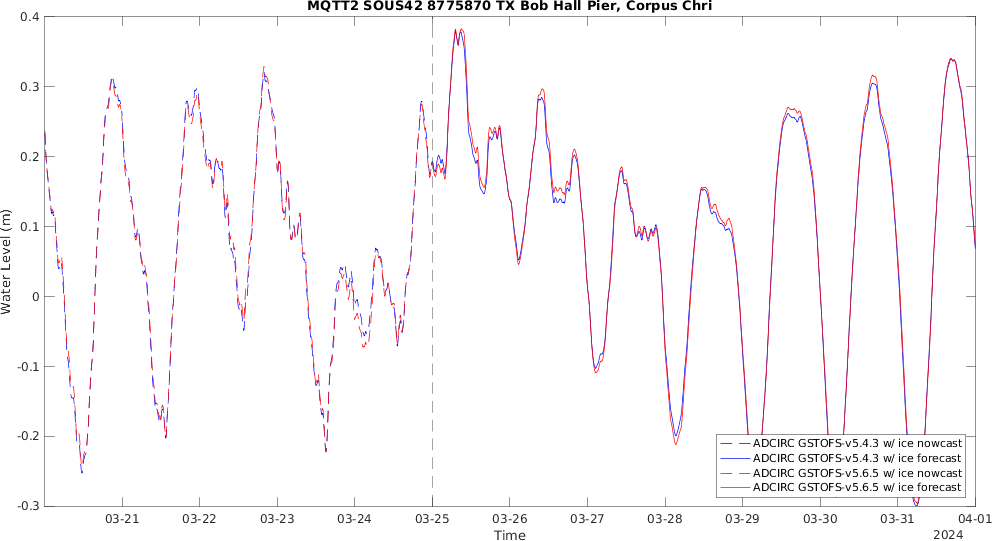 MQTT2 SOUS42 8775870 TX Bob Hall Pier, Corpus Chri
Water Level (m)
0.4
0.3
0.2
0.1
0
-0.1
-0.2
-0.3
ADCIRC GSTOFS-v5.4.3 w/ ice nowcast
ADCIRC GSTOFS-v5.4.3 w/ ice forecast
ADCIRC GSTOFS-v5.6.5 w/ ice nowcast
ADCIRC GSTOFS-v5.6.5 w/ ice forecast
03-21 03-22 03-23 03-24 03-25 03-26 03-27 03-28 03-29 03-30 03-31 04-01
Time
2024